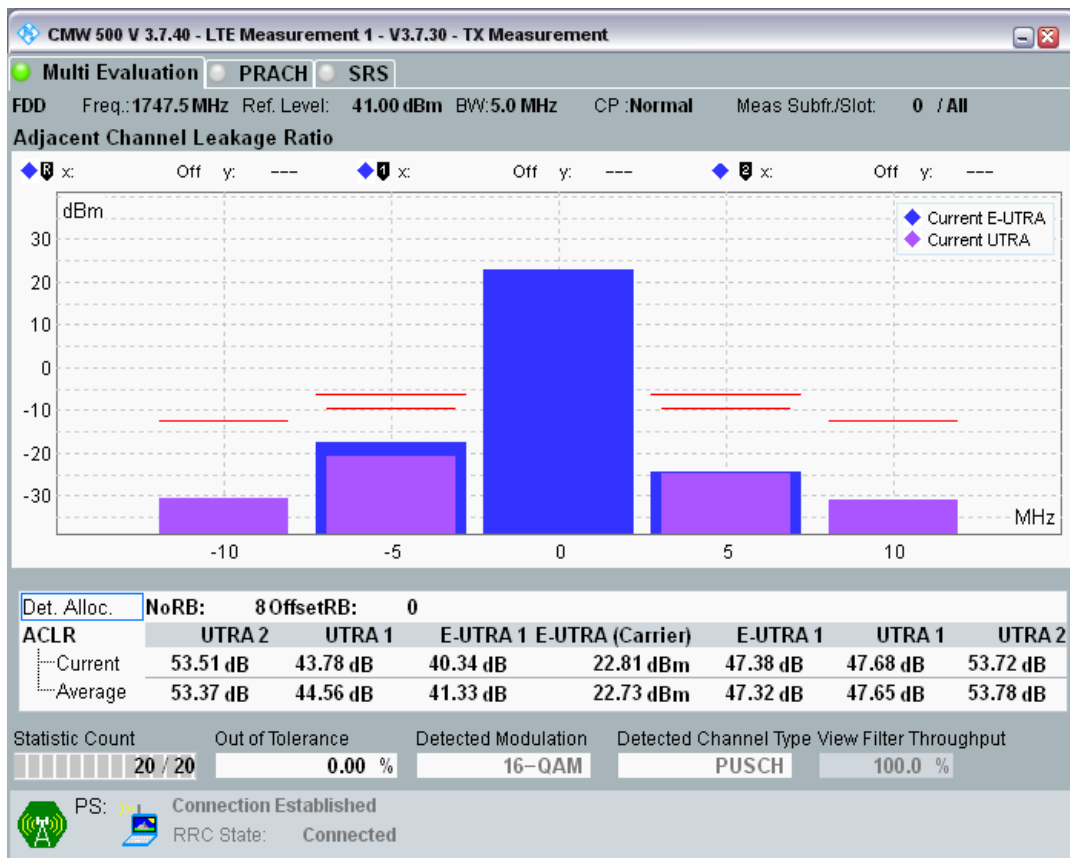 CMW 500 V 3.7.40 - LTE Measurement 1 - V3.7.30 - TX Measurement
Multi Evaluation PRACH SRS
FDD Freq.: 1747.5 MHz Ref. Level: 41.00 dBm BW: 5.0 MHz CP : Normal Meas Subfr./Slot: 0 / All
Adjacent Channel Leakage Ratio
R x: Off y: --- 1 x: Off y: --- 2 x: Off y: ---
dBm
Current E-UTRA
Current UTRA
30
20
10
0
-10
-20
-30
MHz
-10 -5 0 5 10
Det. Alloc. NoRB: 8 OffsetRB: 0
ACLR UTRA 2 UTRA 1 E-UTRA 1 E-UTRA (Carrier) E-UTRA 1 UTRA 1 UTRA 2
Current 53.51 dB 43.78 dB 40.34 dB 22.81 dBm 47.38 dB 47.68 dB 53.72 dB
Average 53.37 dB 44.56 dB 41.33 dB 22.73 dBm 47.32 dB 47.65 dB 53.78 dB
Statistic Count Out of Tolerance Detected Modulation Detected Channel Type View Filter Throughput
20 / 20 0.00 % 16-QAM PUSCH 100.0 %
PS: Connection Established
RRC State: Connected